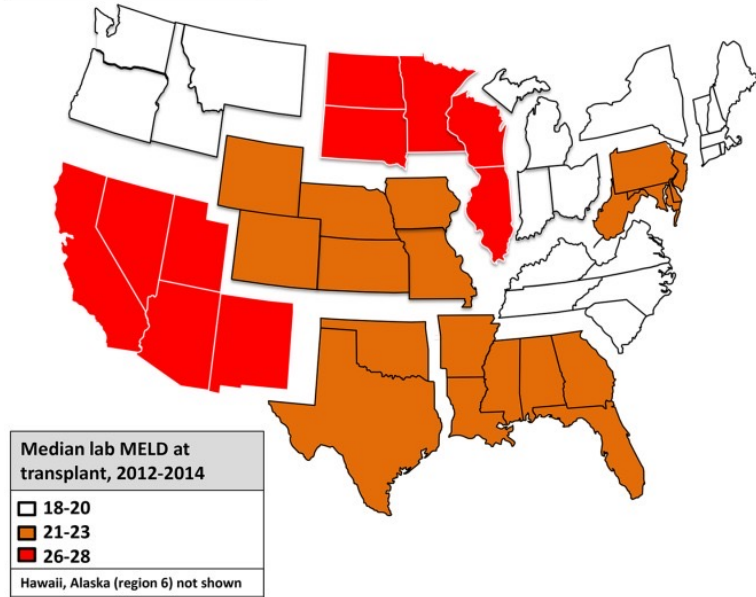 Median lab MELD at
transplant, 2012-2014
18-20
21-23
26-28
Hawaii, Alaska (region 6) not shown